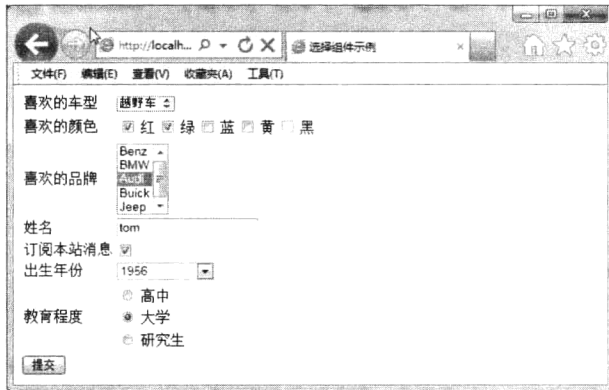 http://localh...
选择组件示例
文件(F) 编辑(E) 查看(V) 收藏夹(A) 工具(T)
喜欢的车型 越野车
喜欢的颜色 红 绿 蓝 黄 黑
Benz
BMW
喜欢的品牌 Audi
Buick
Jeep
姓名 tom
订阅本站消息
出生年份 1956
高中
教育程度 大学
研究生
提交